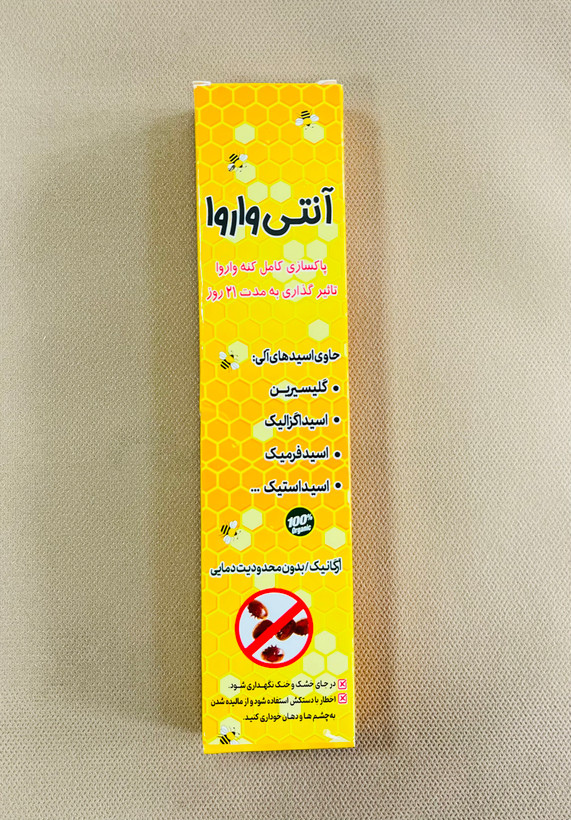 آنتی واروا
پاکسازی کامل کنه واروا
تاثیر گذاری به مدت ۲۱ روز
حاوی اسیدهای آلی:
• گلیسیرین
• اسیداگزالیک
• اسیدفرمیک
• اسیداستیک ...
100%
Organic
ارگانیک/بدون محدودیت دمایی
در جای خشک و خنک نگهداری شود.
اخطار با دستکش استفاده شود و از مالیده شدن
به چشم ها و دهان خوداری کنید.